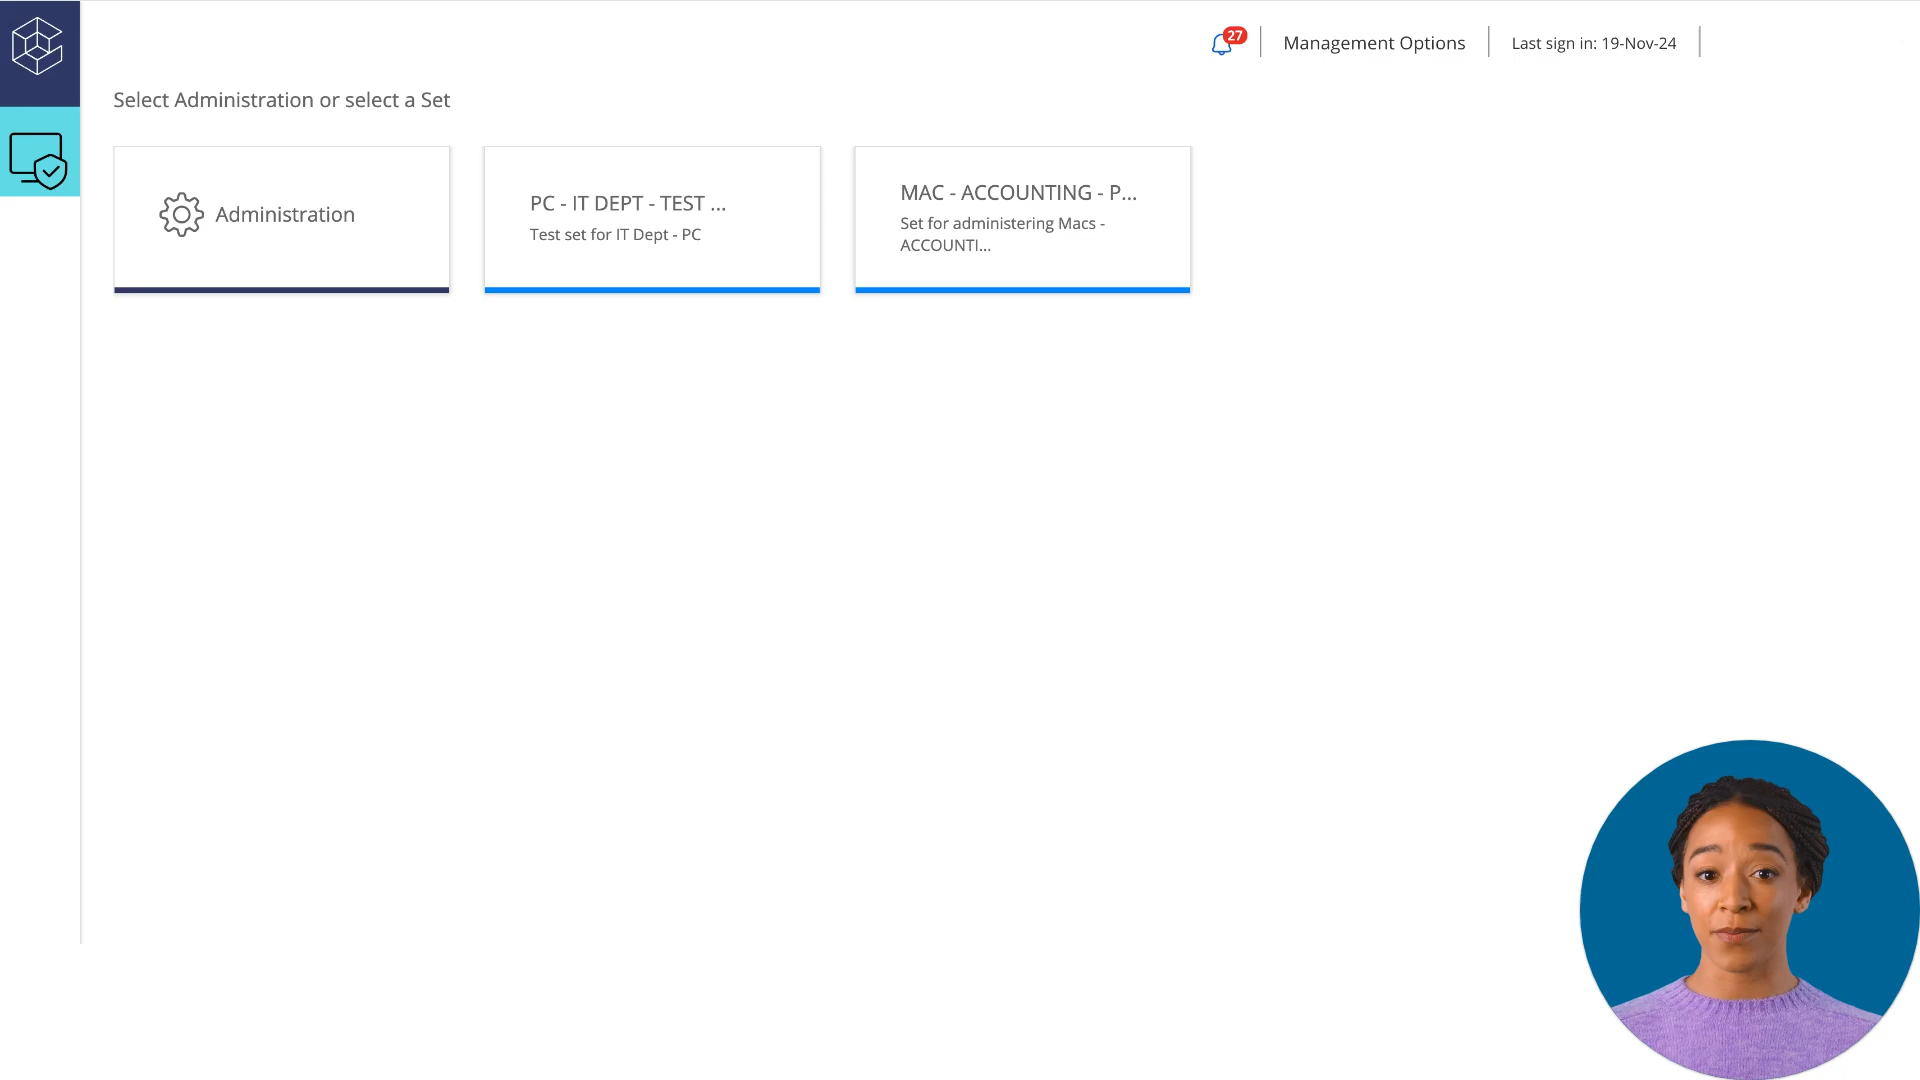 27
Management Options
Last sign in: 19-Nov-24
Select Administration or select a Set
Administration
PC - IT DEPT - TEST ...
Test set for IT Dept - PC
MAC - ACCOUNTING - P...
Set for administering Macs -
ACCOUNTI...